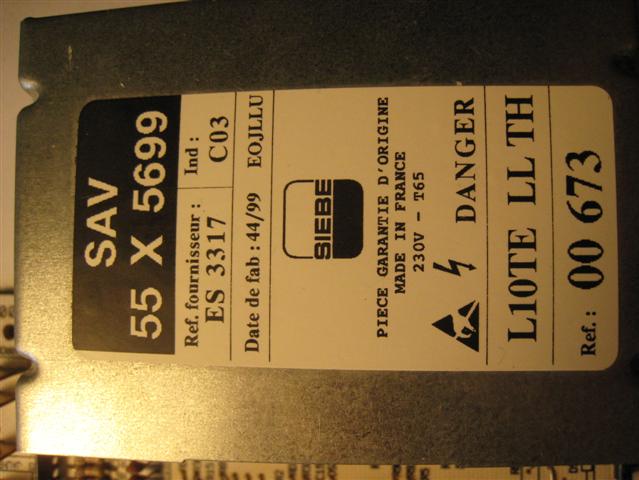 SAV
55 X 5699
Ref. fournisseur : Ind :
ES 3317 C03
Date de fab : 44/99 EOJLLU
SIEBE
PIECE GARANTIE D'ORIGINE
MADE IN FRANCE
230V - T65
DANGER
L10TE LL TH
Ref. : 00 673